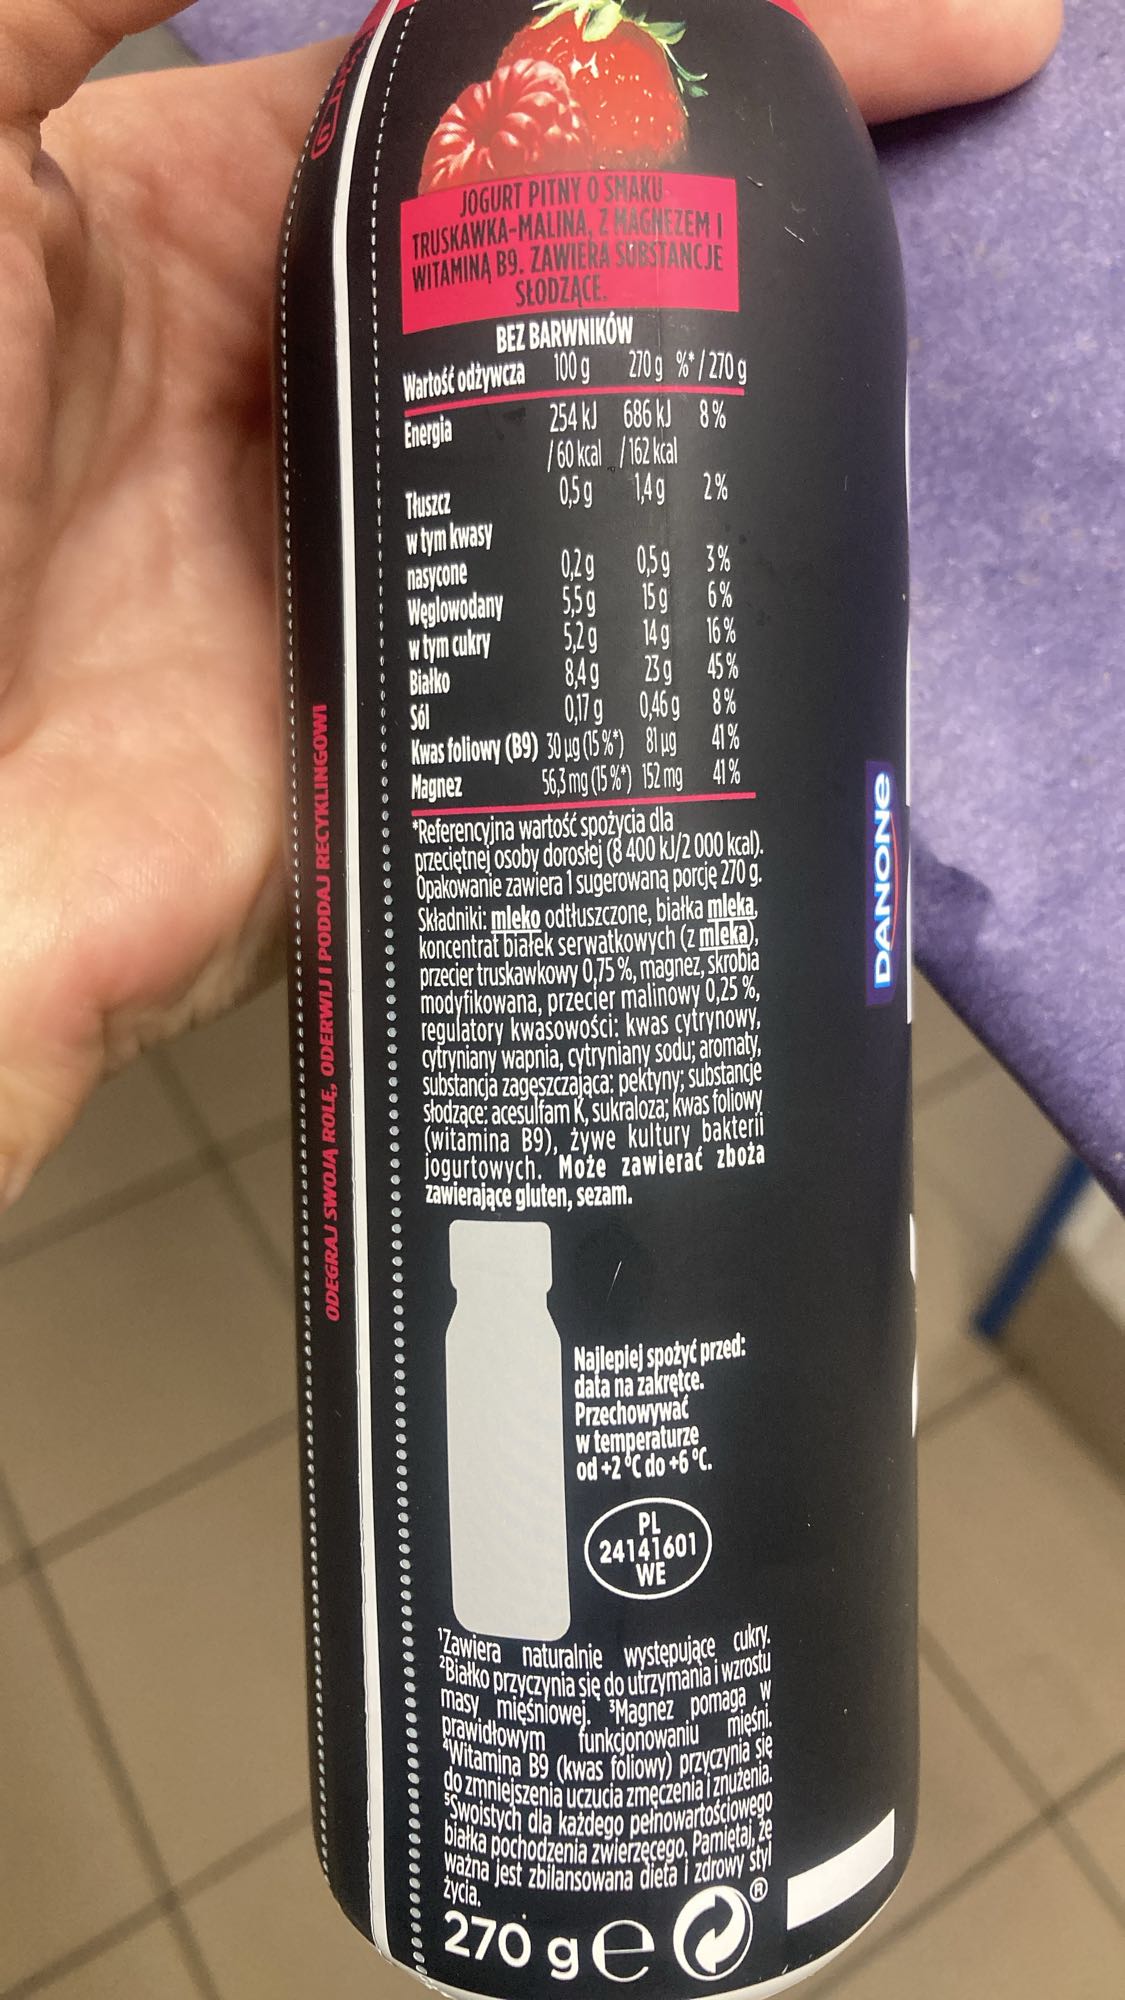 JOGURT PITNY O SMAKU
TRUSKAWKA-MALINA, Z MAGNEZEM I
WITAMINĄ B9. ZAWIERA SUBSTANCJE
SŁODZĄCE.
BEZ BARWNIKÓW
Wartość odżywcza 100 g 270 g %* / 270 g
Energia 254 kJ 686 kJ 8 %
/ 60 kcal / 162 kcal
Tłuszcz 0,5 g 1,4 g 2 %
w tym kwasy
nasycone 0,2 g 0,5 g 3 %
Węglowodany 5,5 g 15 g 6 %
w tym cukry 5,2 g 14 g 16 %
Białko 8,4 g 23 g 45 %
Sól 0,17 g 0,46 g 8 %
Kwas foliowy (B9) 30 µg (15 %*) 81 µg 41 %
Magnez 56,3 mg (15 %*) 152 mg 41 %
*Referencyjna wartość spożycia dla
przeciętnej osoby dorosłej (8 400 kJ/2 000 kcal).
Opakowanie zawiera 1 sugerowaną porcję 270 g.
Składniki: mleko odtłuszczone, białka mleka,
koncentrat białek serwatkowych (z mleka),
przecier truskawkowy 0,75 %, magnez, skrobia
modyfikowana, przecier malinowy 0,25 %,
regulatory kwasowości: kwas cytrynowy,
cytryniany wapnia, cytryniany sodu; aromaty,
substancja zagęszczająca: pektyny; substancje
słodzące: acesulfam K, sukraloza; kwas foliowy
(witamina B9), żywe kultury bakterii
jogurtowych. Może zawierać zboża
zawierające gluten, sezam.
Najlepiej spożyć przed:
data na zakrętce.
Przechowywać
w temperaturze
od +2 °C do +6 °C.
PL
24141601
WE
¹Zawiera naturalnie występujące cukry.
²Białko przyczynia się do utrzymania i wzrostu
masy mięśniowej. ³Magnez pomaga w
prawidłowym funkcjonowaniu mięśni.
⁴Witamina B9 (kwas foliowy) przyczynia się
do zmniejszenia uczucia zmęczenia i znużenia.
⁵Swoistych dla każdego pełnowartościowego
białka pochodzenia zwierzęcego. Pamiętaj, że
ważna jest zbilansowana dieta i zdrowy styl
życia.
270 g e ®
ODEGRAJ SWOJĄ ROLĘ, ODERWIJ I PODDAJ RECYKLINGOWI
DANONE